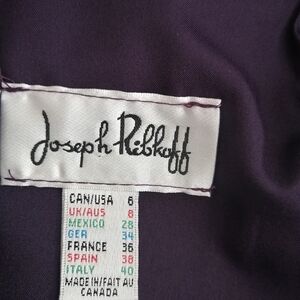 Joseph Ribkoff
CAN/USA 6
UK/AUS 8
MEXICO 28
GER 34
FRANCE 36
SPAIN 38
ITALY 40
MADE IN/FAIT AU
CANADA